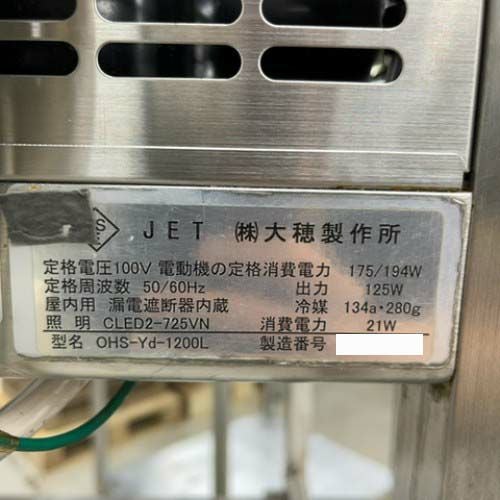 S JET ㈱大穂製作所
定格電圧100V 電動機の定格消費電力 175/194W
定格周波数 50/60Hz 出力 125W
屋内用 漏電遮断器内蔵 冷媒 134a・280g
照明 CLED2-725VN 消費電力 21W
型名 OHS-Yd-1200L 製造番号